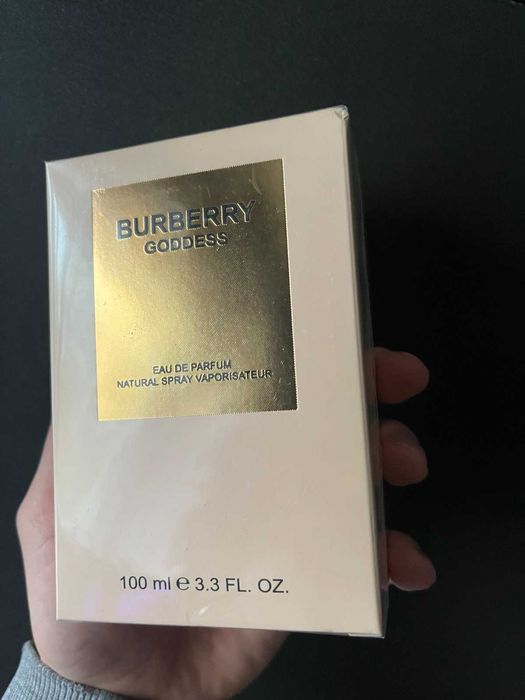 BURBERRY
GODDESS
EAU DE PARFUM
NATURAL SPRAY VAPORISATEUR
100 ml ℮ 3.3 FL. OZ.